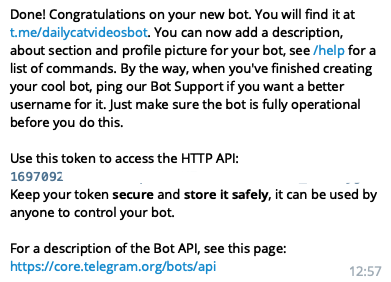 Done! Congratulations on your new bot. You will find it at
t.me/dailycatvideosbot. You can now add a description,
about section and profile picture for your bot, see /help for a
list of commands. By the way, when you've finished creating
your cool bot, ping our Bot Support if you want a better
username for it. Just make sure the bot is fully operational
before you do this.

Use this token to access the HTTP API:
1697092
Keep your token secure and store it safely, it can be used by
anyone to control your bot.

For a description of the Bot API, see this page:
https://core.telegram.org/bots/api
12:57